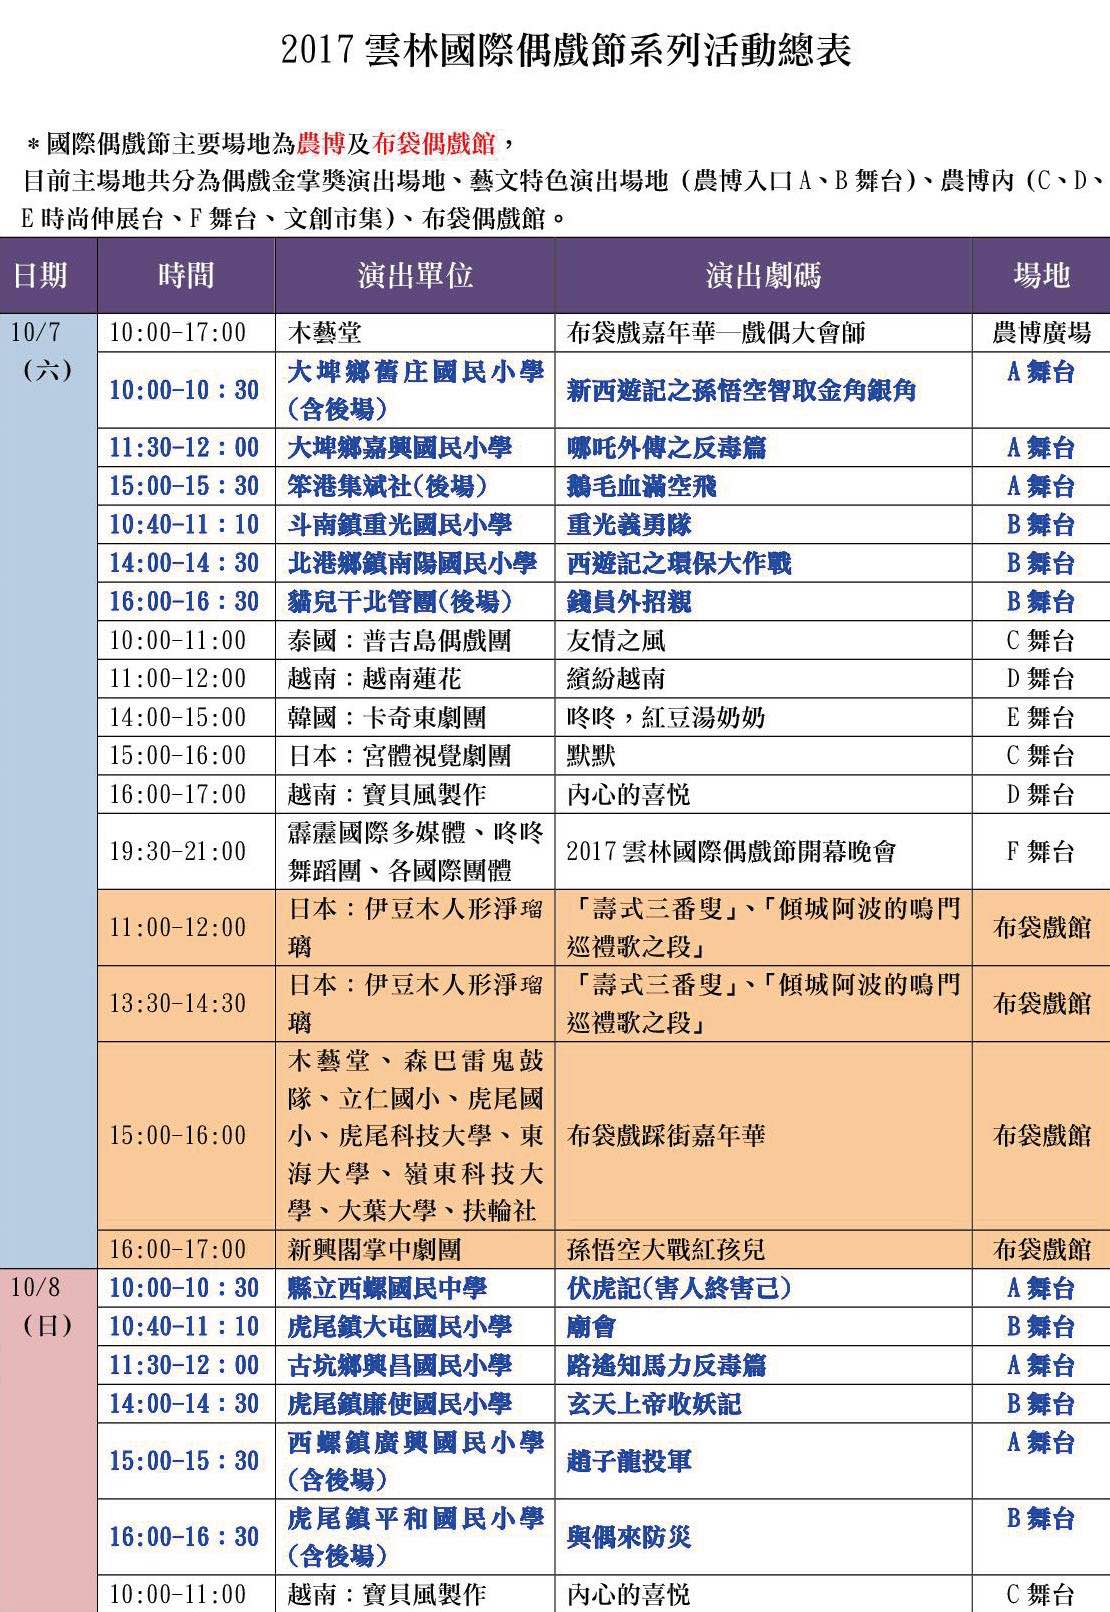 2017 雲林國際偶戲節系列活動總表
＊國際偶戲節主要場地為農博及布袋偶戲館，
目前主場地共分為偶戲金掌獎演出場地、藝文特色演出場地（農博入口 A、B 舞台）、農博內（C、D、
E 時尚伸展台、F 舞台、文創市集）、布袋偶戲館。
日期 時間 演出單位 演出劇碼 場地
10/7 10:00-17:00 木藝堂 布袋戲嘉年華─戲偶大會師 農博廣場
（六）
10:00-10：30 大埤鄉舊庄國民小學 新西遊記之孫悟空智取金角銀角 A 舞台
（含後場）
11:30-12：00 大埤鄉嘉興國民小學 哪吒外傳之反毒篇 A 舞台
15:00-15：30 笨港集斌社（後場） 鵝毛血滿空飛 A 舞台
10:40-11：10 斗南鎮重光國民小學 重光義勇隊 B 舞台
14:00-14：30 北港鄉鎮南陽國民小學 西遊記之環保大作戰 B 舞台
16:00-16：30 貓兒干北管團（後場） 錢員外招親 B 舞台
10:00-11:00 泰國：普吉島偶戲團 友情之風 C 舞台
11:00-12:00 越南：越南蓮花 繽紛越南 D 舞台
14:00-15:00 韓國：卡奇東劇團 咚咚，紅豆湯奶奶 E 舞台
15:00-16:00 日本：宮體視覺劇團 默默 C 舞台
16:00-17:00 越南：寶貝風製作 內心的喜悅 D 舞台
19:30-21:00 霹靂國際多媒體、咚咚 2017 雲林國際偶戲節開幕晚會 F 舞台
舞蹈團、各國際團體
11:00-12:00 日本：伊豆木人形淨瑠 「壽式三番叟」、「傾城阿波的鳴門 布袋戲館
璃 巡禮歌之段」
13:30-14:30 日本：伊豆木人形淨瑠 「壽式三番叟」、「傾城阿波的鳴門 布袋戲館
璃 巡禮歌之段」
木藝堂、森巴雷鬼鼓
隊、立仁國小、虎尾國
15:00-16:00 小、虎尾科技大學、東 布袋戲踩街嘉年華 布袋戲館
海大學、嶺東科技大
學、大葉大學、扶輪社
16:00-17:00 新興閣掌中劇團 孫悟空大戰紅孩兒 布袋戲館
10/8 10:00-10：30 縣立西螺國民中學 伏虎記（害人終害己） A 舞台
（日） 10:40-11：10 虎尾鎮大屯國民小學 廟會 B 舞台
11:30-12：00 古坑鄉興昌國民小學 路遙知馬力反毒篇 A 舞台
14:00-14：30 虎尾鎮廉使國民小學 玄天上帝收妖記 B 舞台
15:00-15：30 西螺鎮廣興國民小學 趙子龍投軍 A 舞台
（含後場）
16:00-16：30 虎尾鎮平和國民小學 與偶來防災 B 舞台
（含後場）
10:00-11:00 越南：寶貝風製作 內心的喜悅 C 舞台